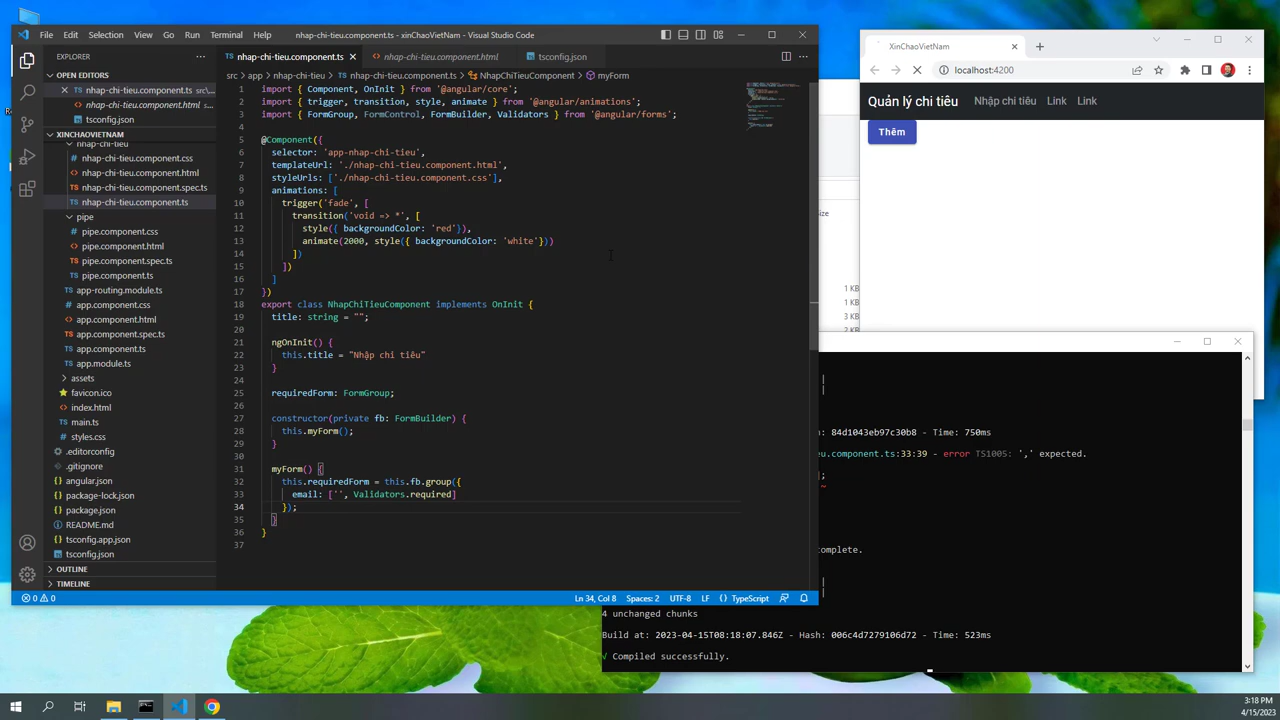 File Edit Selection View Go Run Terminal Help nhap-chi-tieu.component.ts - xinChaoVietNam - Visual Studio Code
EXPLORER
OPEN EDITORS
nhap-chi-tieu.component.ts src\...
nhap-chi-tieu.component.html ...
tsconfig.json
XINCHAOVIETNAM
nhap-chi-tieu
nhap-chi-tieu.component.css
nhap-chi-tieu.component.html
nhap-chi-tieu.component.spec.ts
nhap-chi-tieu.component.ts
pipe
pipe.component.css
pipe.component.html
pipe.component.spec.ts
pipe.component.ts
app-routing.module.ts
app.component.css
app.component.html
app.component.spec.ts
app.component.ts
app.module.ts
assets
favicon.ico
index.html
main.ts
styles.css
.editorconfig
.gitignore
angular.json
package-lock.json
package.json
README.md
tsconfig.app.json
tsconfig.json
OUTLINE
TIMELINE
nhap-chi-tieu.component.ts nhap-chi-tieu.component.html tsconfig.json
src > app > nhap-chi-tieu > nhap-chi-tieu.component.ts > NhapChiTieuComponent > myForm
1 import { Component, OnInit } from '@angular/core';
2 import { trigger, transition, style, animate } from '@angular/animations';
3 import { FormGroup, FormControl, FormBuilder, Validators } from '@angular/forms';
4
5 @Component({
6 selector: 'app-nhap-chi-tieu',
7 templateUrl: './nhap-chi-tieu.component.html',
8 styleUrls: ['./nhap-chi-tieu.component.css'],
9 animations: [
10 trigger('fade', [
11 transition('void => *', [
12 style({ backgroundColor: 'red'}),
13 animate(2000, style({ backgroundColor: 'white'}))
14 ])
15 ])
16 ]
17 })
18 export class NhapChiTieuComponent implements OnInit {
19 title: string = "";
20
21 ngOnInit() {
22 this.title = "Nhập chi tiêu"
23 }
24
25 requiredForm: FormGroup;
26
27 constructor(private fb: FormBuilder) {
28 this.myForm();
29 }
30
31 myForm() {
32 this.requiredForm = this.fb.group({
33 email: ['', Validators.required]
34 });
35 }
36 }
37
0 0 Ln 34, Col 8 Spaces: 2 UTF-8 LF {} TypeScript
XinChaoVietNam
localhost:4200
Quản lý chi tiêu Nhập chi tiêu Link Link
Thêm
ize
1 KB
1 KB
3 KB
2 KB
|
|
: 84d1043eb97c30b8 - Time: 750ms
eu.component.ts:33:39 - error TS1005: ',' expected.
];
~
omplete.
|
|
4 unchanged chunks
Build at: 2023-04-15T08:18:07.846Z - Hash: 006c4d7279106d72 - Time: 523ms
√ Compiled successfully.
3:18 PM
4/15/2023